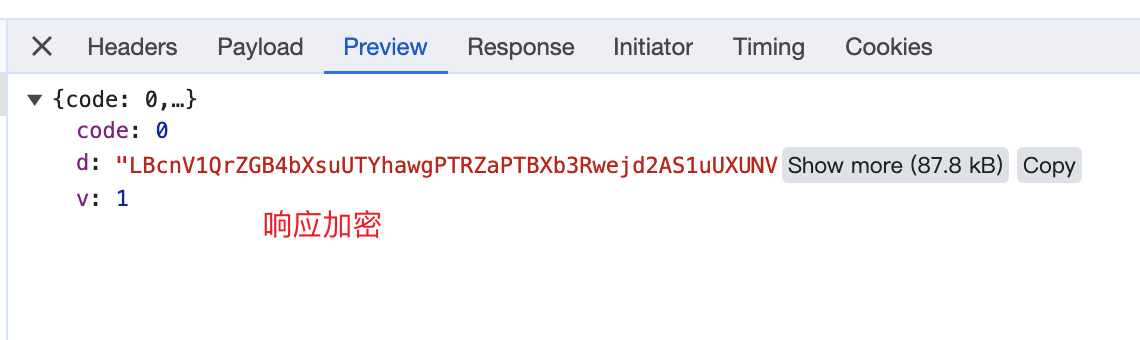 Headers Payload Preview Response Initiator Timing Cookies
{code: 0,…}
code: 0
d: "LBcnV1QrZGB4bXsuUTYhawgPTRZaPTBXb3Rwejd2AS1uUXUNV Show more (87.8 kB) Copy
v: 1
响应加密